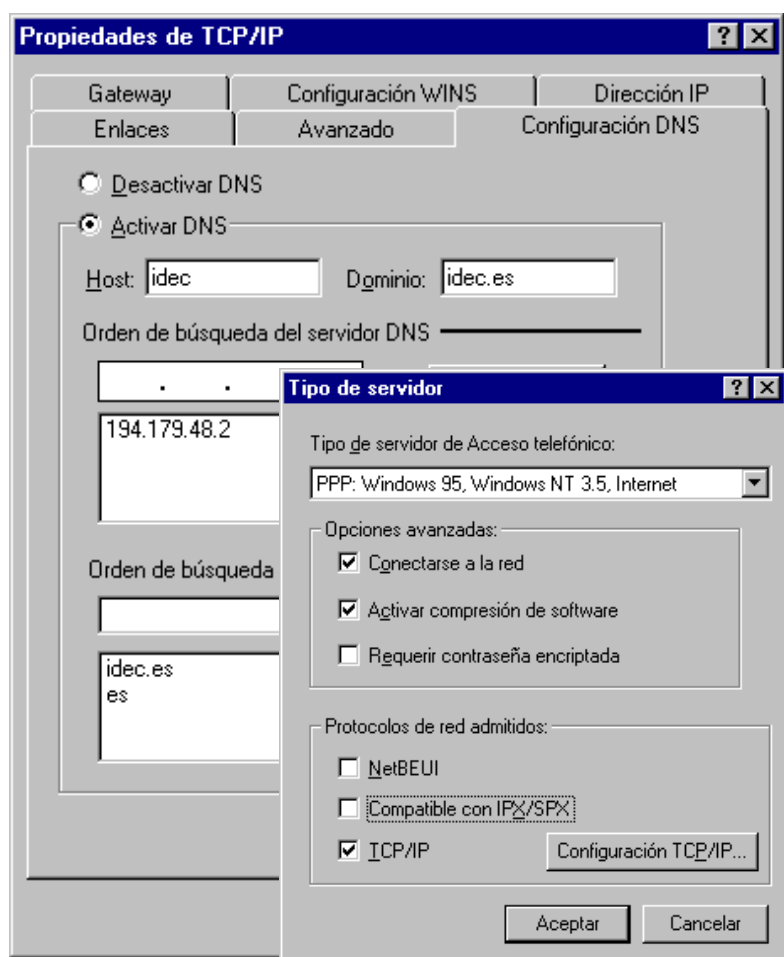 Propiedades de TCP/IP
Gateway Configuración WINS Dirección IP
Enlaces Avanzado Configuración DNS
Desactivar DNS
Activar DNS
Host: idec Dominio: idec.es
Orden de búsqueda del servidor DNS
. .
194.179.48.2
Orden de búsqueda
idec.es
es
Tipo de servidor
Tipo de servidor de Acceso telefónico:
PPP: Windows 95, Windows NT 3.5, Internet
Opciones avanzadas:
Conectarse a la red
Activar compresión de software
Requerir contraseña encriptada
Protocolos de red admitidos:
NetBEUI
Compatible con IPX/SPX
TCP/IP Configuración TCP/IP...
Aceptar Cancelar